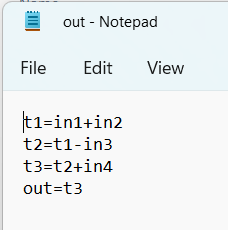 out - Notepad
File Edit View
t1=in1+in2
t2=t1-in3
t3=t2+in4
out=t3